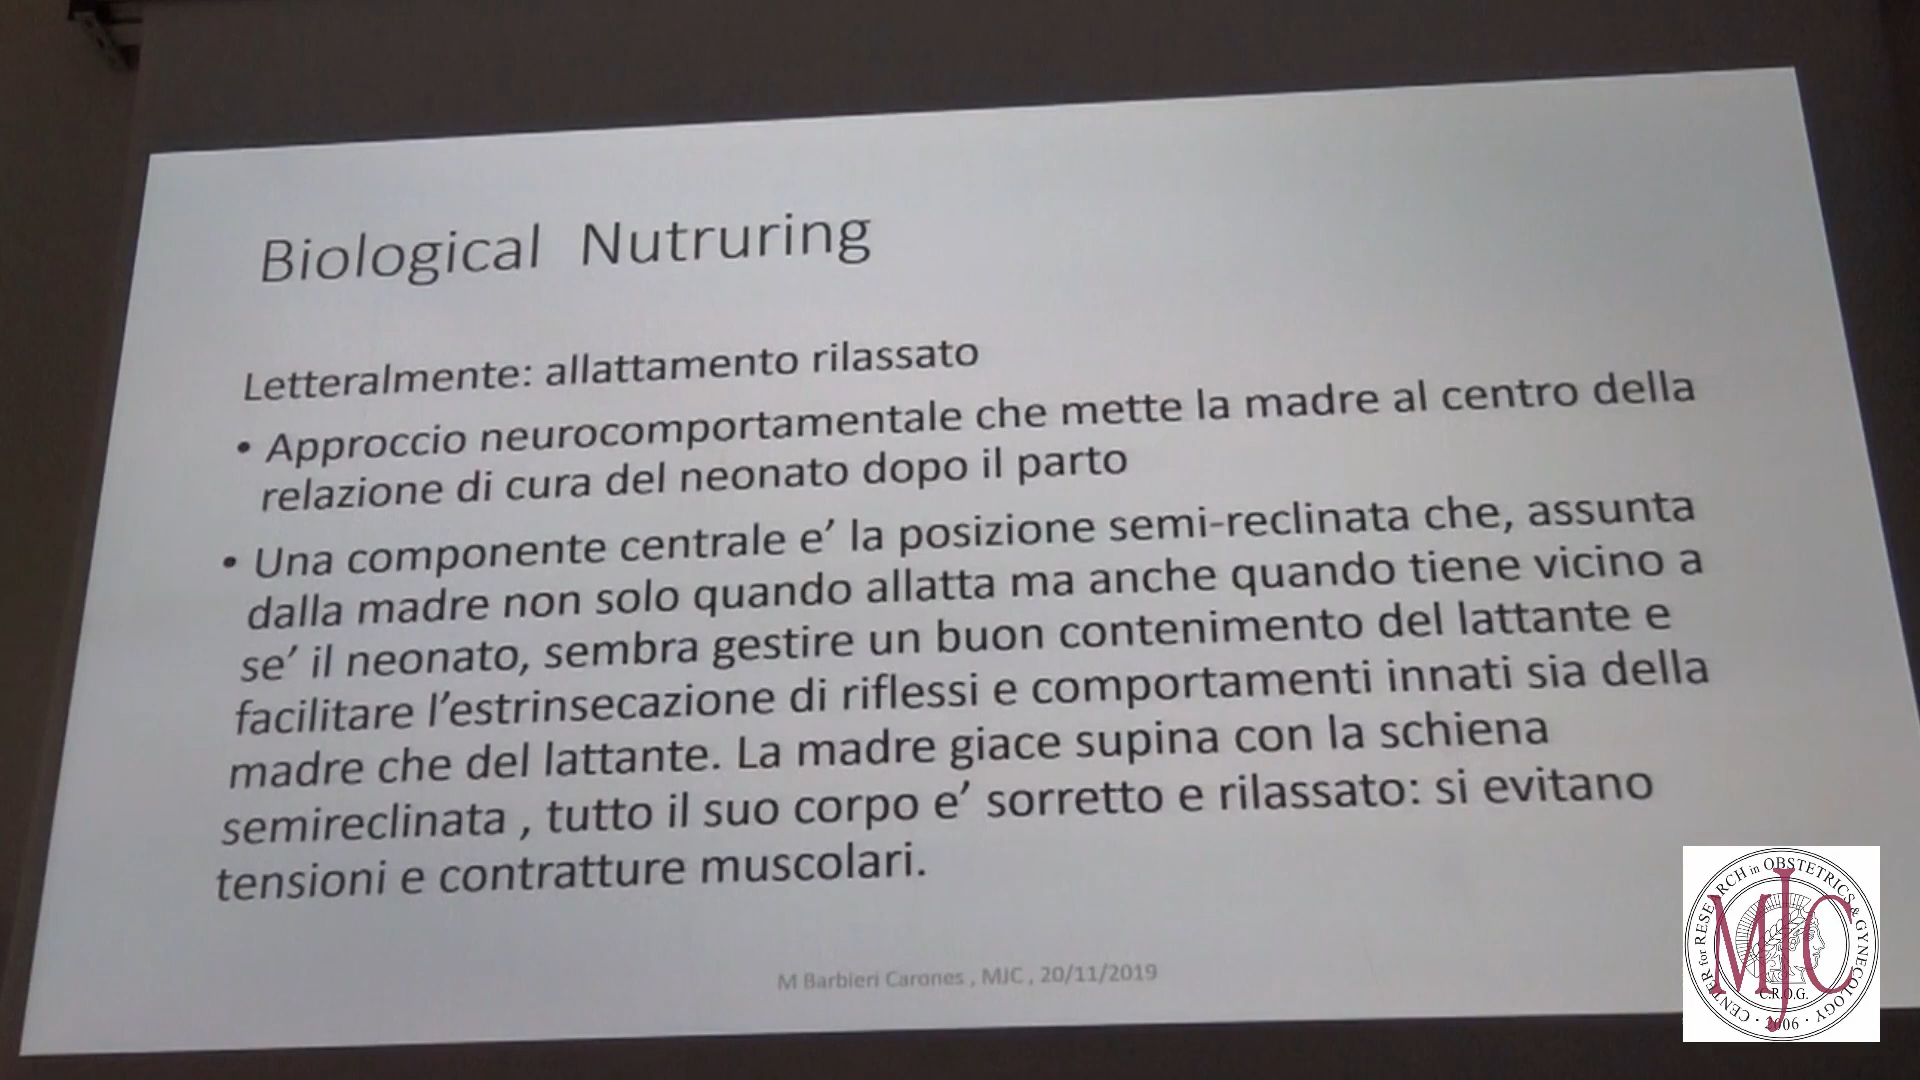 Biological Nutruring
Letteralmente: allattamento rilassato
• Approccio neurocomportamentale che mette la madre al centro della
relazione di cura del neonato dopo il parto
• Una componente centrale e’ la posizione semi-reclinata che, assunta
dalla madre non solo quando allatta ma anche quando tiene vicino a
se’ il neonato, sembra gestire un buon contenimento del lattante e
facilitare l’estrinsecazione di riflessi e comportamenti innati sia della
madre che del lattante. La madre giace supina con la schiena
semireclinata , tutto il suo corpo e’ sorretto e rilassato: si evitano
tensioni e contratture muscolari.
M Barbieri Carones , MJC , 20/11/2019
CENTER for RESEARCH in OBSTETRICS & GYNECOLOGY
MJC
C.R.O.G.
· 2006 ·